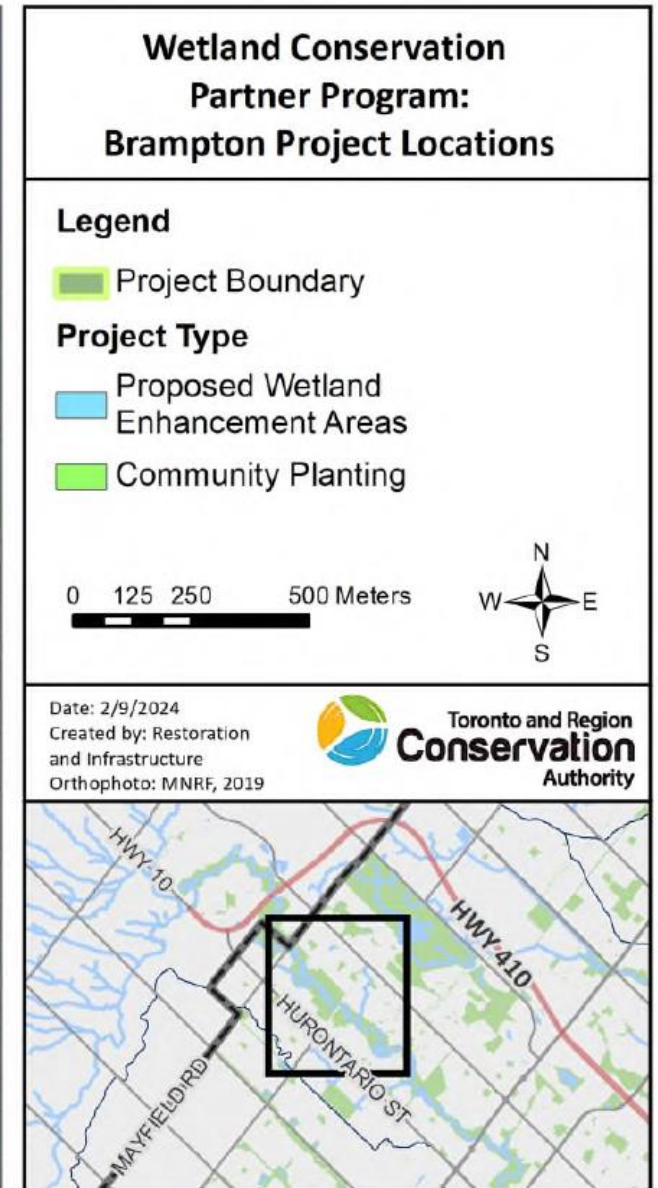 Wetland Conservation
Partner Program:
Brampton Project Locations
Legend
Project Boundary
Project Type
Proposed Wetland
Enhancement Areas
Community Planting
0 125 250 500 Meters
N
W E
S
Date: 2/9/2024
Created by: Restoration
and Infrastructure
Orthophoto: MNRF, 2019
Toronto and Region
Conservation
Authority
HWY 10
HWY 410
HURONTARIO ST
MAYFIELD RD